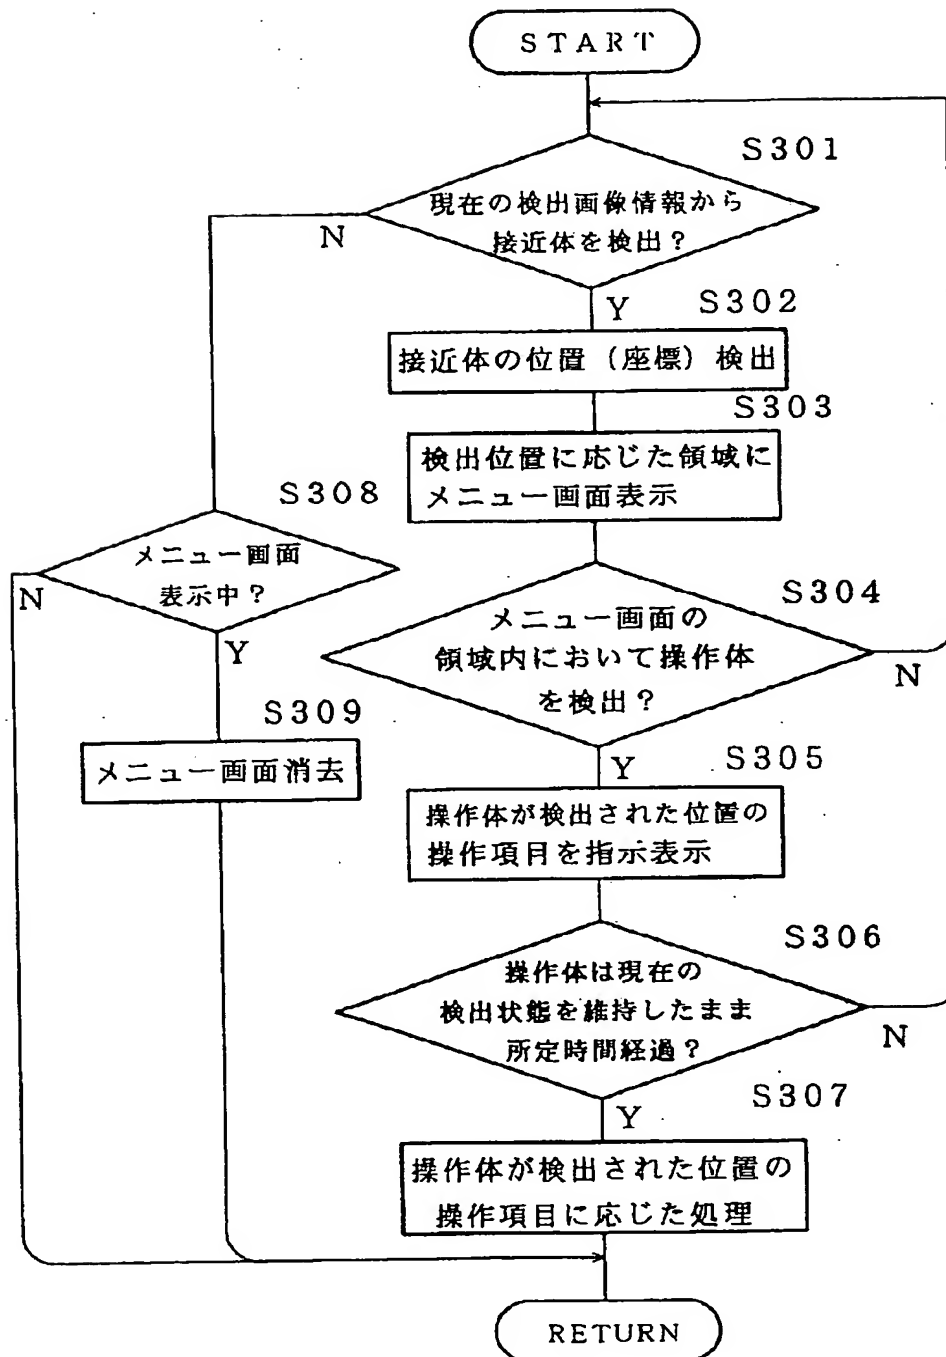 START
S301
現在の検出画像情報から
接近体を検出？
N
Y
S302
接近体の位置（座標）検出
S303
検出位置に応じた領域に
メニュー画面表示
S308
メニュー画面
表示中？
N
Y
S304
メニュー画面の
領域内において操作体
を検出？
N
Y
S309
メニュー画面消去
S305
操作体が検出された位置の
操作項目を指示表示
S306
操作体は現在の
検出状態を維持したまま
所定時間経過？
N
Y
S307
操作体が検出された位置の
操作項目に応じた処理
RETURN